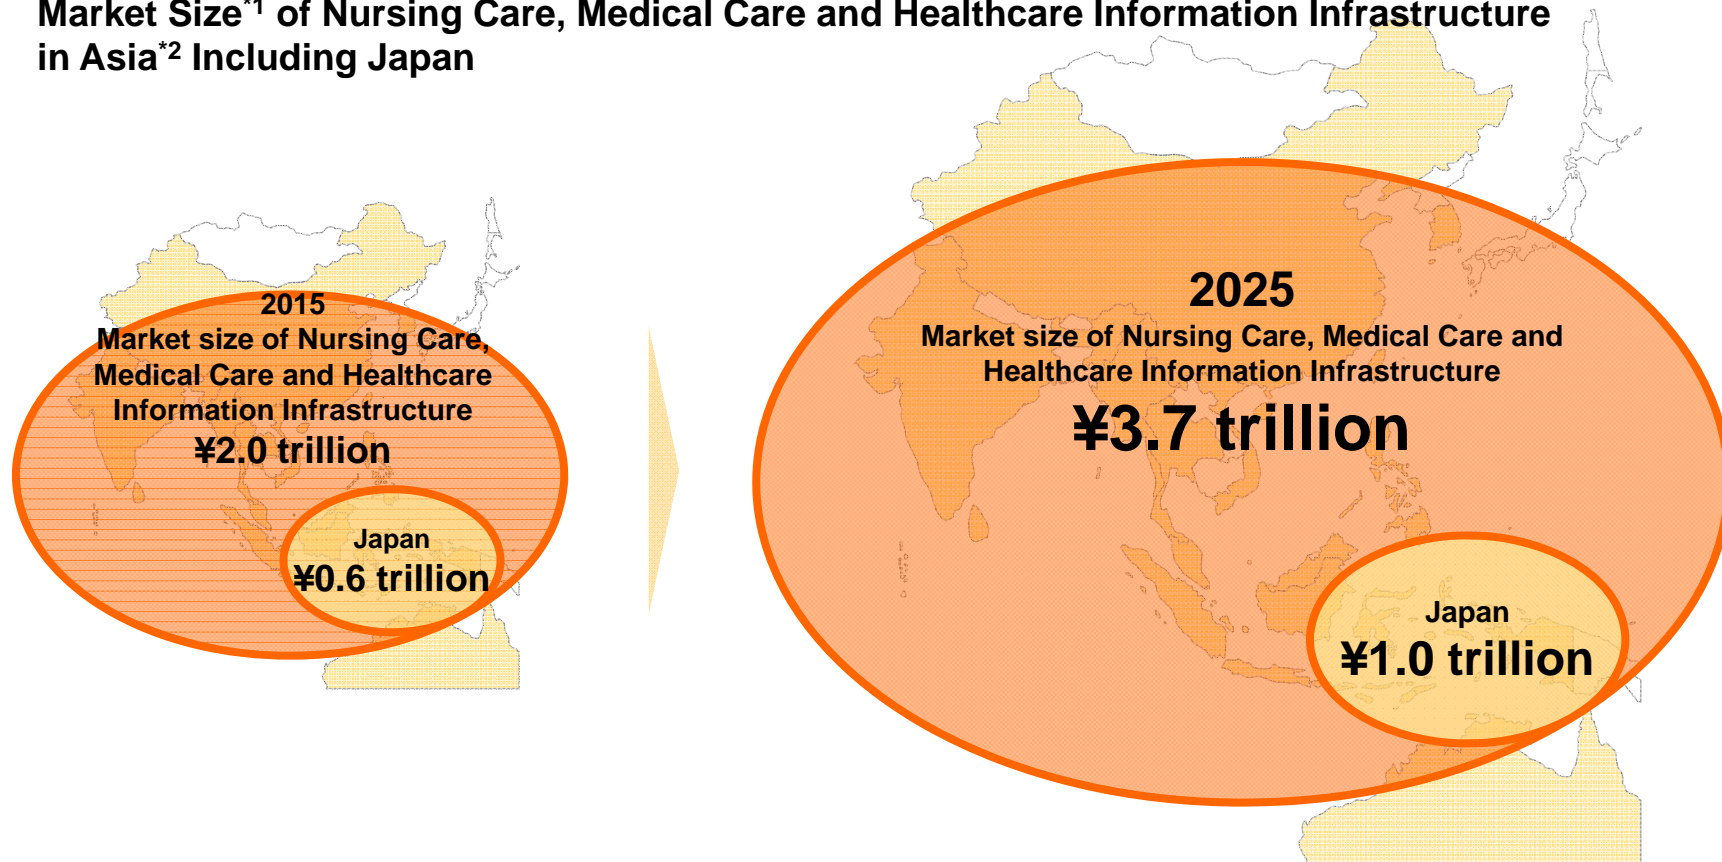 Market Size*1 of Nursing Care, Medical Care and Healthcare Information Infrastructure
in Asia*2 Including Japan
2015
Market size of Nursing Care,
Medical Care and Healthcare
Information Infrastructure
¥2.0 trillion
Japan
¥0.6 trillion
2025
Market size of Nursing Care, Medical Care and
Healthcare Information Infrastructure
¥3.7 trillion
Japan
¥1.0 trillion